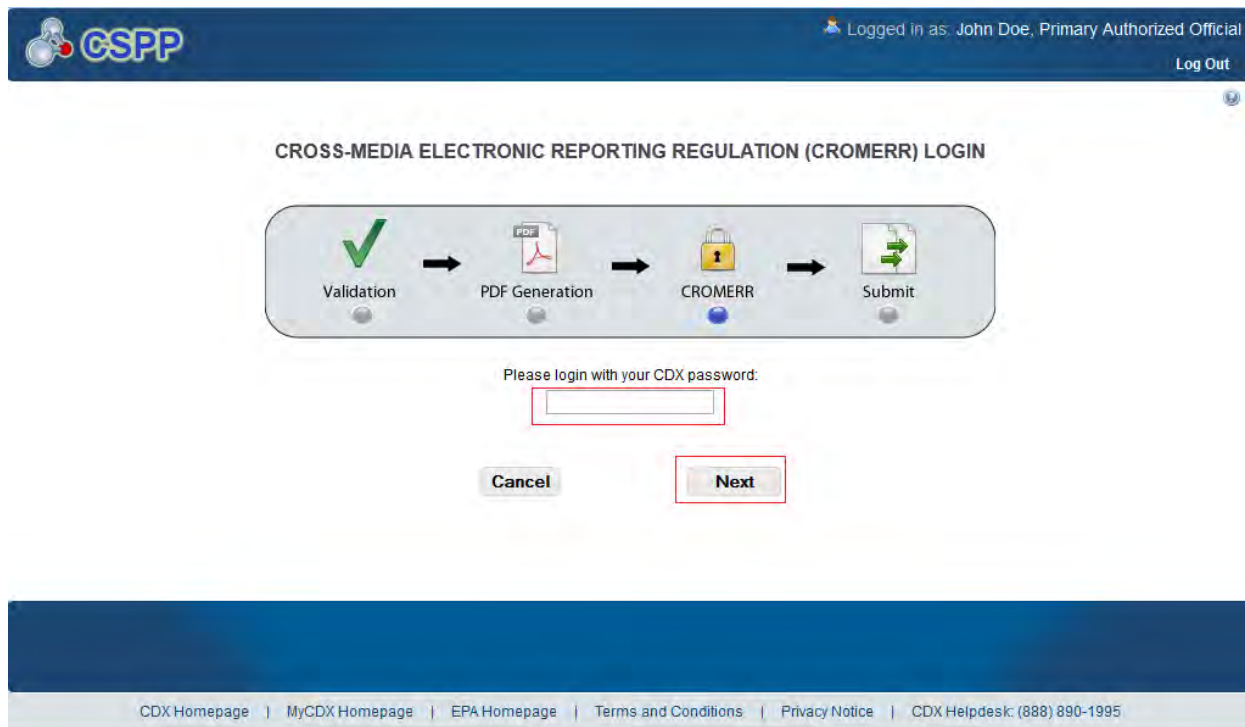 CSPP
Logged in as: John Doe, Primary Authorized Official
Log Out
CROSS-MEDIA ELECTRONIC REPORTING REGULATION (CROMERR) LOGIN
PDF
Validation PDF Generation CROMERR Submit
Please login with your CDX password:
Cancel Next
CDX Homepage | MyCDX Homepage | EPA Homepage | Terms and Conditions | Privacy Notice | CDX Helpdesk: (888) 890-1995